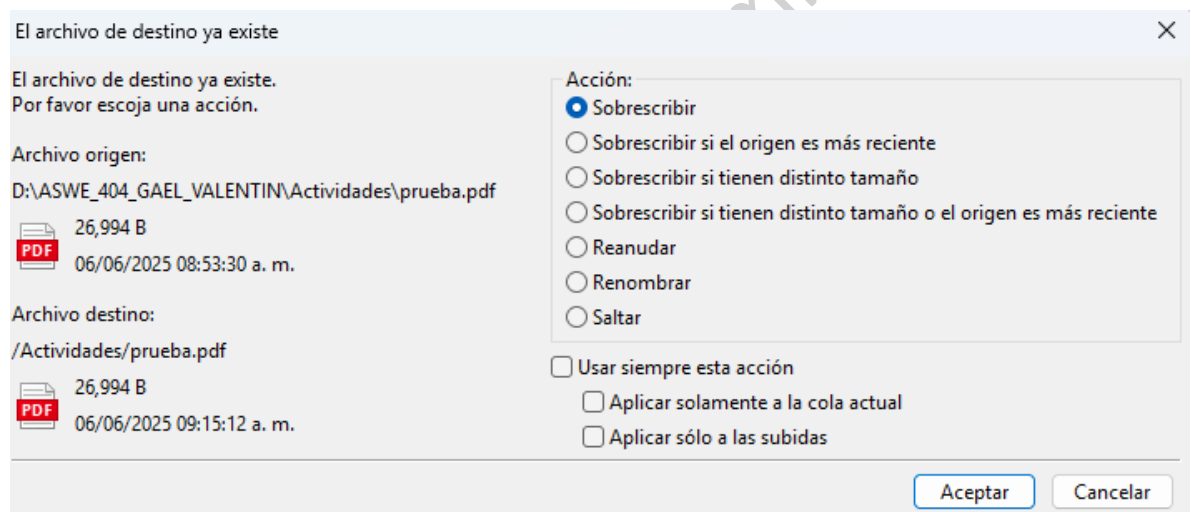 El archivo de destino ya existe
El archivo de destino ya existe.
Por favor escoja una acción.
Archivo origen:
D:\ASWE_404_GAEL_VALENTIN\Actividades\prueba.pdf
PDF
26,994 B
06/06/2025 08:53:30 a. m.
Archivo destino:
/Actividades/prueba.pdf
PDF
26,994 B
06/06/2025 09:15:12 a. m.
Acción:
Sobrescribir
Sobrescribir si el origen es más reciente
Sobrescribir si tienen distinto tamaño
Sobrescribir si tienen distinto tamaño o el origen es más reciente
Reanudar
Renombrar
Saltar
Usar siempre esta acción
Aplicar solamente a la cola actual
Aplicar sólo a las subidas
Aceptar
Cancelar